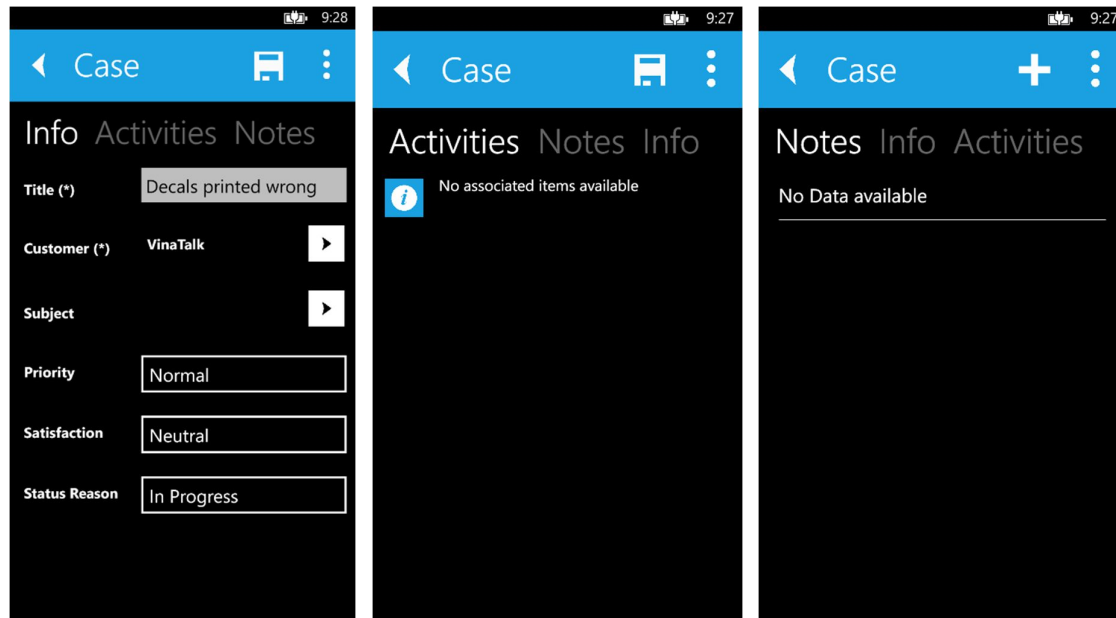 9:28
Case
Info Activities Notes
Title (*) Decals printed wrong
Customer (*) VinaTalk
Subject
Priority Normal
Satisfaction Neutral
Status Reason In Progress
9:27
Case
Activities Notes Info
i No associated items available
9:27
Case
Notes Info Activities
No Data available